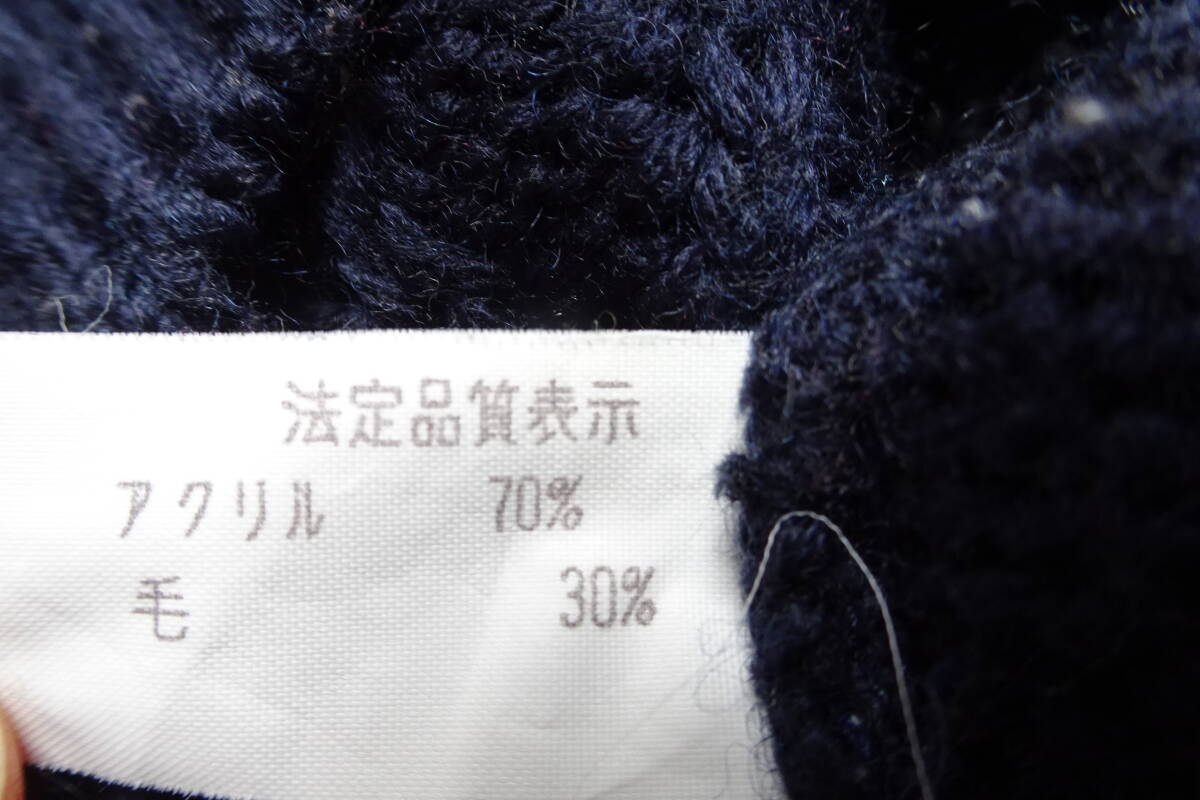 法定品質表示
アクリル 70%
毛 30%